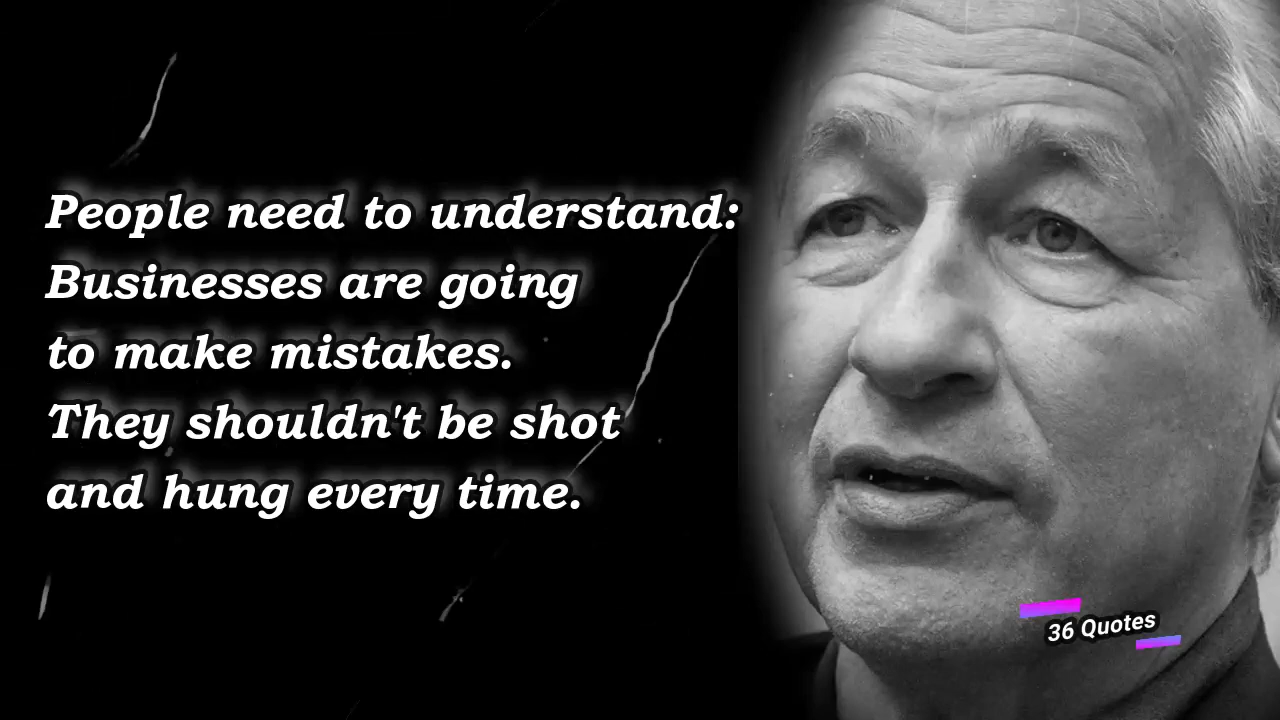 People need to understand:
Businesses are going
to make mistakes.
They shouldn't be shot
and hung every time.
36 Quotes